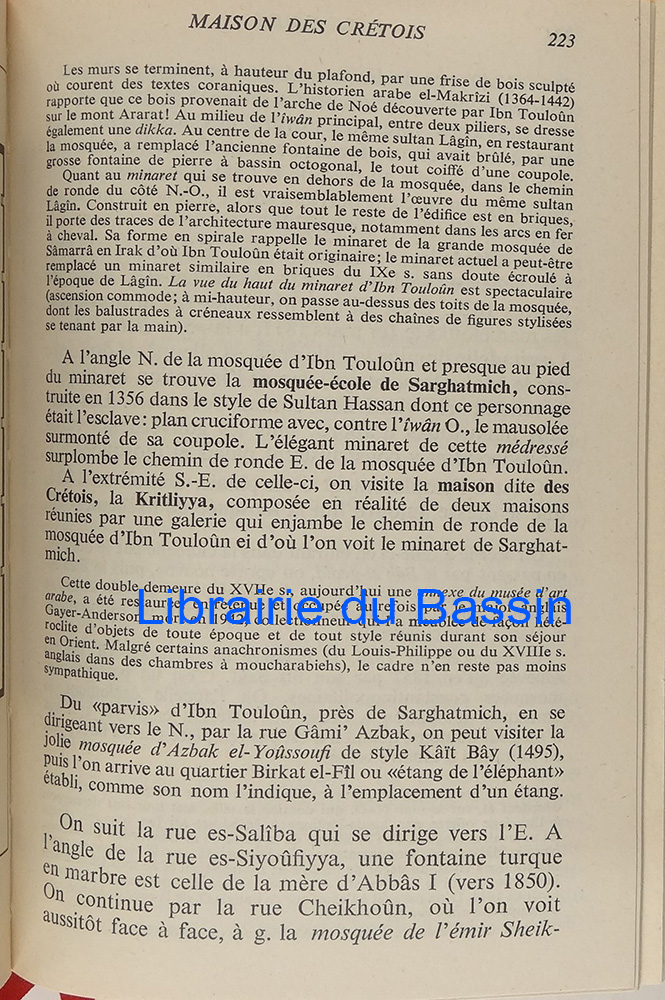 MAISON DES CRÉTOIS
223
Les murs se terminent, à hauteur du plafond, par une frise de bois sculpté
où courent des textes coraniques. L'historien arabe el-Makrîzi (1364-1442)
rapporte que ce bois provenait de l'arche de Noé découverte par Ibn Touloûn
sur le mont Ararat! Au milieu de l'îwân principal, entre deux piliers, se dresse
également une dikka. Au centre de la cour, le même sultan Lâgîn, en restaurant
la mosquée, a remplacé l'ancienne fontaine de bois, qui avait brûlé, par une
grosse fontaine de pierre à bassin octogonal, le tout coiffé d'une coupole.
Quant au minaret qui se trouve en dehors de la mosquée, dans le chemin
de ronde du côté N.-O., il est vraisemblablement l'œuvre du même sultan
Lâgîn. Construit en pierre, alors que tout le reste de l'édifice est en briques,
il porte des traces de l'architecture mauresque, notamment dans les arcs en fer
à cheval. Sa forme en spirale rappelle le minaret de la grande mosquée de
Sâmarrâ en Irak d'où Ibn Touloûn était originaire; le minaret actuel a peut-être
remplacé un minaret similaire en briques du IXe s. sans doute écroulé à
l'époque de Lâgîn. La vue du haut du minaret d'Ibn Touloûn est spectaculaire
(ascension commode; à mi-hauteur, on passe au-dessus des toits de la mosquée,
dont les balustrades à créneaux ressemblent à des chaînes de figures stylisées
se tenant par la main).
A l'angle N. de la mosquée d'Ibn Touloûn et presque au pied
du minaret se trouve la mosquée-école de Sarghatmich, cons-
truite en 1356 dans le style de Sultan Hassan dont ce personnage
était l'esclave: plan cruciforme avec, contre l'îwân O., le mausolée
surmonté de sa coupole. L'élégant minaret de cette médressé
surplombe le chemin de ronde E. de la mosquée d'Ibn Touloûn.
A l'extrémité S.-E. de celle-ci, on visite la maison dite des
Crétois, la Kritliyya, composée en réalité de deux maisons
réunies par une galerie qui enjambe le chemin de ronde de la
mosquée d'Ibn Touloûn ei d'où l'on voit le minaret de Sarghat-
mich.
Cette double demeure du XVIIe s., aujourd'hui une annexe du musée d'art
arabe, a été restaurée, entretenue et occupée autrefois par le major anglais
Gayer-Anderson, mort en 1942, collectionneur qui a meublé de façon hété-
roclite d'objets de toute époque et de tout style réunis durant son séjour
en Orient. Malgré certains anachronismes (du Louis-Philippe ou du XVIIIe s.
anglais dans des chambres à moucharabiehs), le cadre n'en reste pas moins
sympathique.
Librairie du Bassin
Du «parvis» d'Ibn Touloûn, près de Sarghatmich, en se
dirigeant vers le N., par la rue Gâmi' Azbak, on peut visiter la
jolie mosquée d'Azbak el-Yoûssoufi de style Kâït Bây (1495),
puis l'on arrive au quartier Birkat el-Fîl ou «étang de l'éléphant»
établi, comme son nom l'indique, à l'emplacement d'un étang.
On suit la rue es-Salîba qui se dirige vers l'E. A
l'angle de la rue es-Siyoûfiyya, une fontaine turque
en marbre est celle de la mère d'Abbâs I (vers 1850).
On continue par la rue Cheikhoûn, où l'on voit
aussitôt face à face, à g. la mosquée de l'émir Sheik-